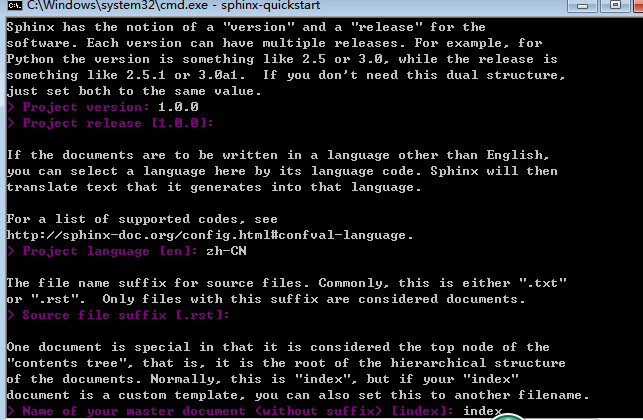 C:\Windows\system32\cmd.exe - sphinx-quickstart
Sphinx has the notion of a "version" and a "release" for the
software. Each version can have multiple releases. For example, for
Python the version is something like 2.5 or 3.0, while the release is
something like 2.5.1 or 3.0a1.  If you don't need this dual structure,
just set both to the same value.
> Project version: 1.0.0
> Project release [1.0.0]:
If the documents are to be written in a language other than English,
you can select a language here by its language code. Sphinx will then
translate text that it generates into that language.
For a list of supported codes, see
http://sphinx-doc.org/config.html#confval-language.
> Project language [en]: zh-CN
The file name suffix for source files. Commonly, this is either ".txt"
or ".rst".  Only files with this suffix are considered documents.
> Source file suffix [.rst]:
One document is special in that it is considered the top node of the
"contents tree", that is, it is the root of the hierarchical structure
of the documents. Normally, this is "index", but if your "index"
document is a custom template, you can also set this to another filename.
> Name of your master document (without suffix) [index]: index